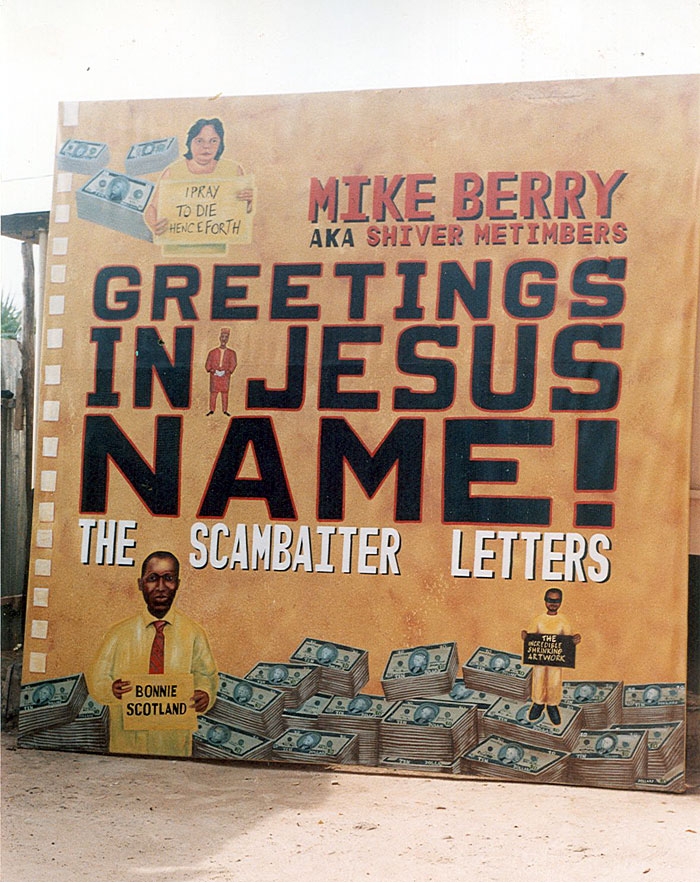 I PRAY
TO DIE
HENCEFORTH
MIKE BERRY
AKA SHIVER METIMBERS
GREETINGS
IN JESUS
NAME!
THE SCAMBAITER LETTERS
THE
INCREDIBLE
SHRINKING
ARTWORK
BONNIE
SCOTLAND